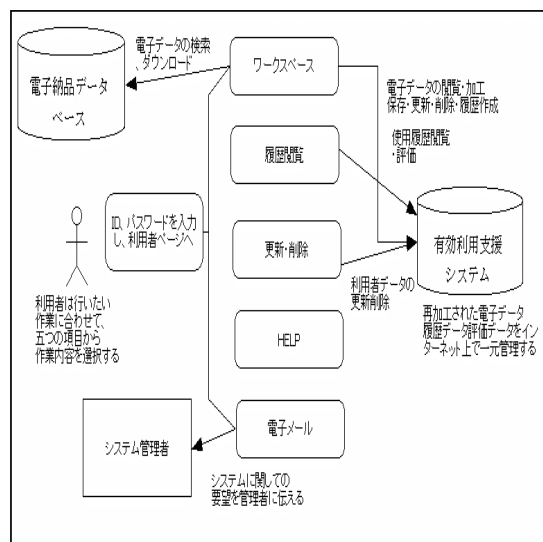 電子データの検索
、ダウンロード
電子納品データ
ベース
ワークスペース
電子データの閲覧・加工
保存・更新・削除・履歴作成
使用履歴閲覧
・評価
履歴閲覧
ID、パスワードを入力
し、利用者ページへ
更新・削除
有効利用支援
システム
利用者データの
更新削除
利用者は行いたい
作業に合わせて、
五つの項目から
作業内容を選択する
再加工された電子データ
履歴データ評価データをイン
ターネット上で一元管理する
HELP
電子メール
システム管理者
システムに関しての
要望を管理者に伝える